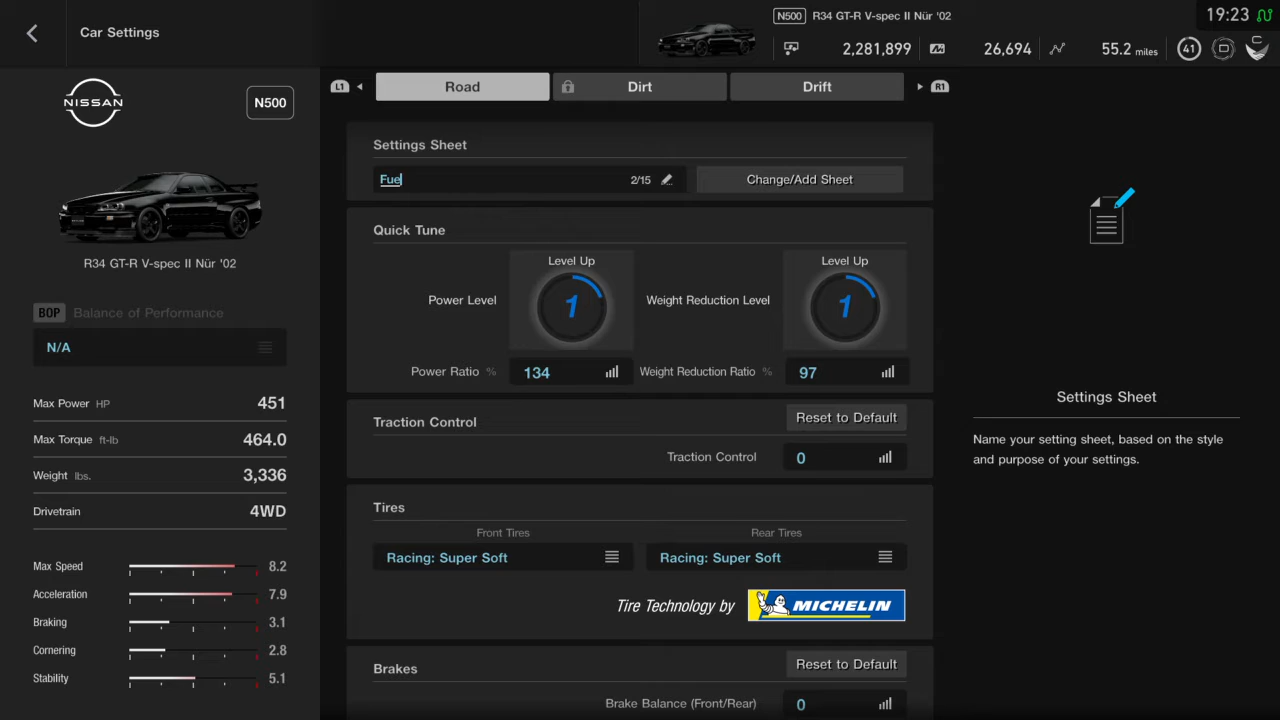 Car Settings
N500 R34 GT-R V-spec II Nür '02
19:23
2,281,899
26,694
55.2 miles
41
C
NISSAN
N500
R34 GT-R V-spec II Nür '02
BOP Balance of Performance
N/A
Max Power HP 451
Max Torque ft-lb 464.0
Weight lbs. 3,336
Drivetrain 4WD
Max Speed 8.2
Acceleration 7.9
Braking 3.1
Cornering 2.8
Stability 5.1
L1 Road Dirt Drift R1
Settings Sheet
Fue 2/15 Change/Add Sheet
Quick Tune
Level Up Level Up
Power Level 1 Weight Reduction Level 1
Power Ratio % 134 Weight Reduction Ratio % 97
Traction Control Reset to Default
Traction Control 0
Tires
Front Tires Rear Tires
Racing: Super Soft Racing: Super Soft
Tire Technology by MICHELIN
Brakes Reset to Default
Brake Balance (Front/Rear) 0
Settings Sheet
Name your setting sheet, based on the style
and purpose of your settings.